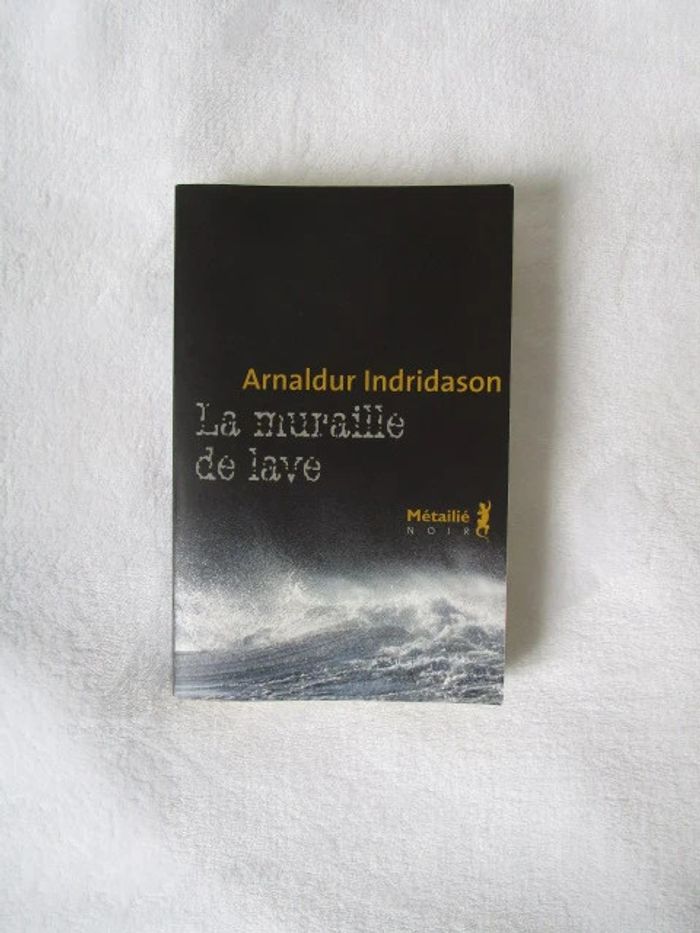 Arnaldur Indridason
La muraille
de lave
Métailié
NOIR